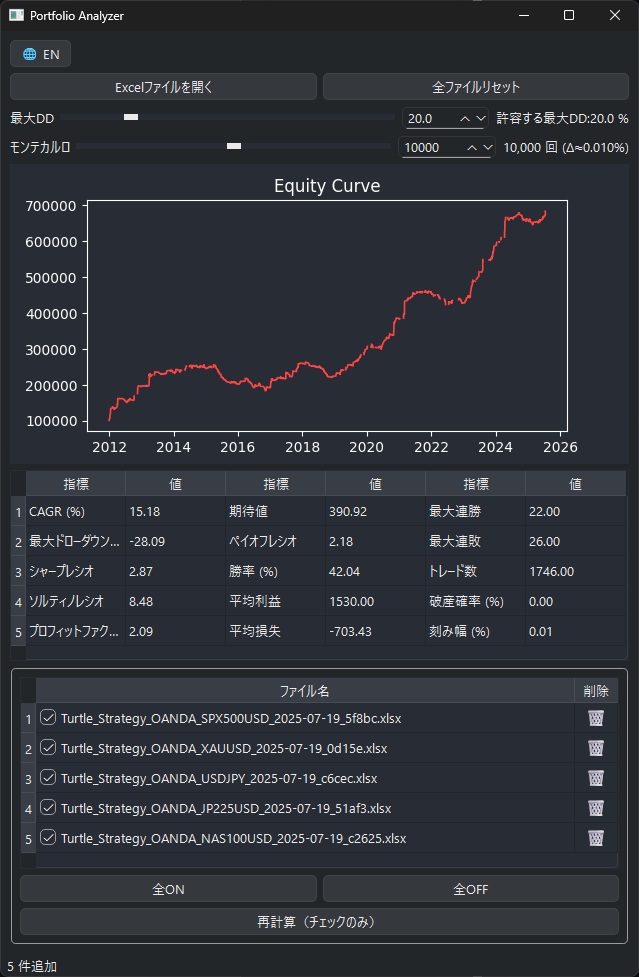 Portfolio Analyzer
EN
Excelファイルを開く 全ファイルリセット
最大DD 20.0 許容する最大DD:20.0 %
モンテカルロ 10000 10,000 回 (Δ≈0.010%)
Equity Curve
700000
600000
500000
400000
300000
200000
100000
2012 2014 2016 2018 2020 2022 2024 2026
指標 値 指標 値 指標 値
1 CAGR (%) 15.18 期待値 390.92 最大連勝 22.00
2 最大ドローダウン... -28.09 ペイオフレシオ 2.18 最大連敗 26.00
3 シャープレシオ 2.87 勝率 (%) 42.04 トレード数 1746.00
4 ソルティノレシオ 8.48 平均利益 1530.00 破産確率 (%) 0.00
5 プロフィットファク... 2.09 平均損失 -703.43 刻み幅 (%) 0.01
ファイル名 削除
1 Turtle_Strategy_OANDA_SPX500USD_2025-07-19_5f8bc.xlsx
2 Turtle_Strategy_OANDA_XAUUSD_2025-07-19_0d15e.xlsx
3 Turtle_Strategy_OANDA_USDJPY_2025-07-19_c6cec.xlsx
4 Turtle_Strategy_OANDA_JP225USD_2025-07-19_51af3.xlsx
5 Turtle_Strategy_OANDA_NAS100USD_2025-07-19_c2625.xlsx
全ON 全OFF
再計算（チェックのみ）
5 件追加